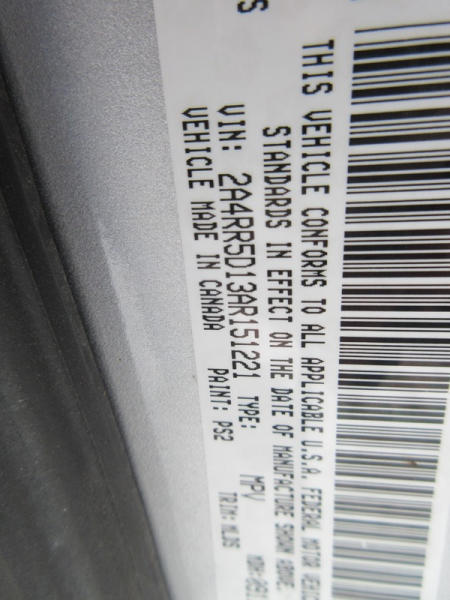 THIS VEHICLE CONFORMS TO ALL APPLICABLE U.S.A. FEDERAL MOTOR
STANDARDS IN EFFECT ON THE DATE OF MANUFACTURE SHOWN ABOVE.
VIN: 2A4RR5D13AR151221 TYPE: MPV
VEHICLE MADE IN CANADA PAINT: PS2 TRIM: